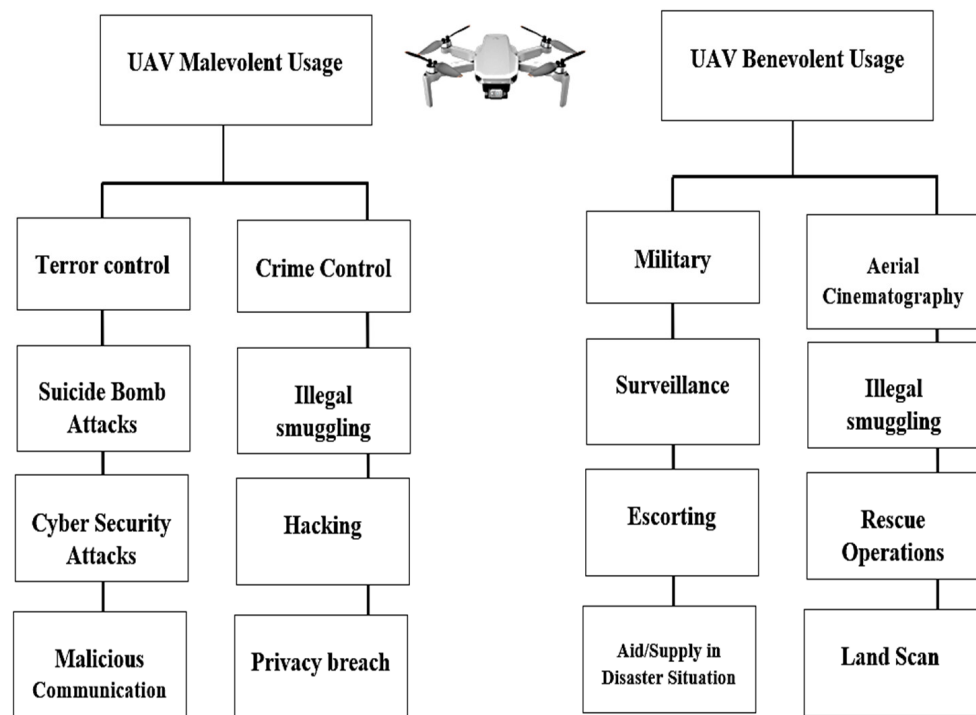 UAV Malevolent Usage
UAV Benevolent Usage
Terror control
Crime Control
Military
Aerial
Cinematography
Suicide Bomb
Attacks
Illegal
smuggling
Surveillance
Illegal
smuggling
Cyber Security
Attacks
Hacking
Escorting
Rescue
Operations
Malicious
Communication
Privacy breach
Aid/Supply in
Disaster Situation
Land Scan